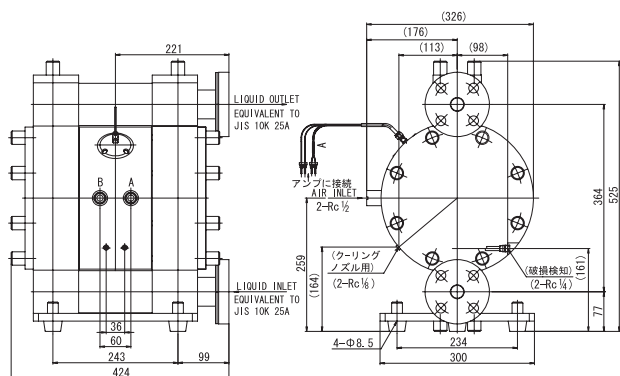 221
LIQUID OUTLET
EQUIVALENT TO
JIS 10K 25A
B
A
LIQUID INLET
EQUIVALENT TO
JIS 10K 25A
36
60
243
99
424
(326)
(176)
(113)
(98)
A
アンプに接続
AIR INLET
2-Rc½
259
(164)
(クーリング
ノズル用)
(2-Rc⅛)
(破損検知)
(2-Rc¼)
(161)
77
364
525
4-Φ8.5
234
300